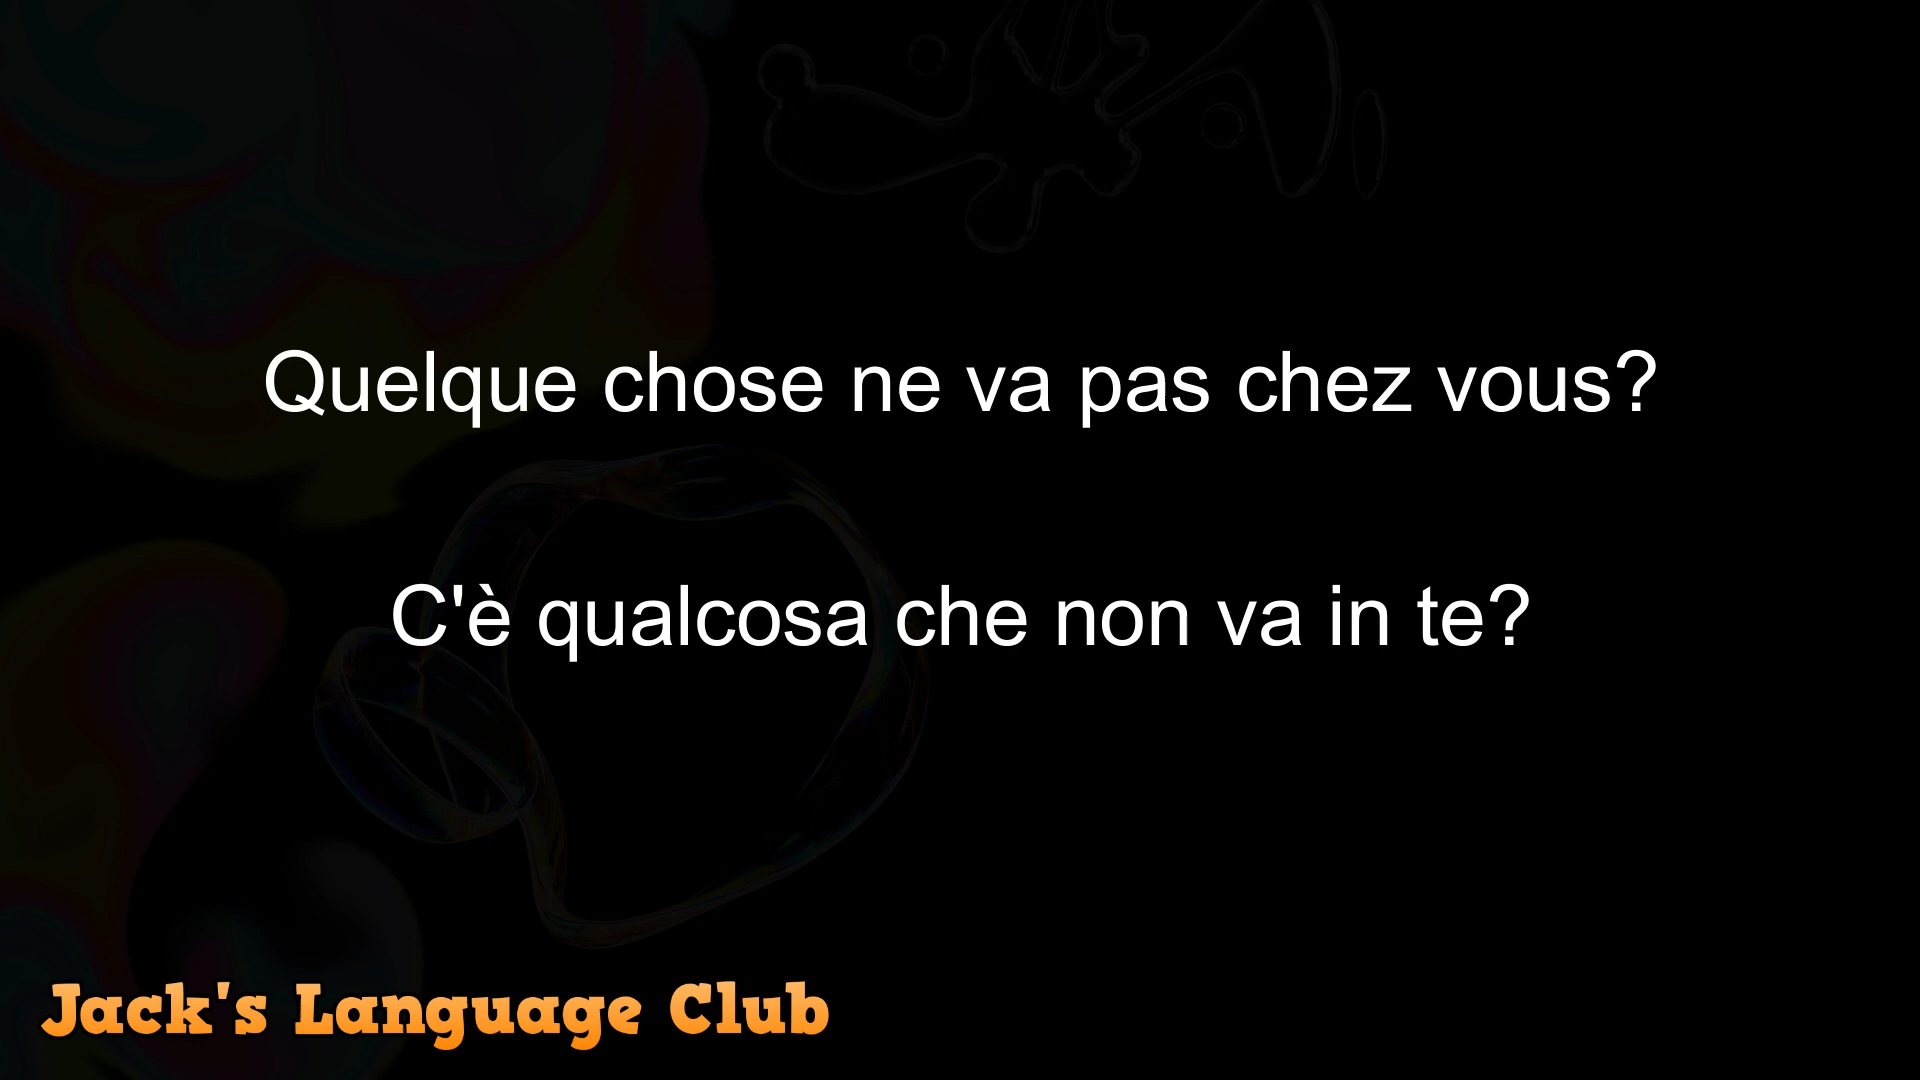 Quelque chose ne va pas chez vous?
C'è qualcosa che non va in te?
Jack's Language Club